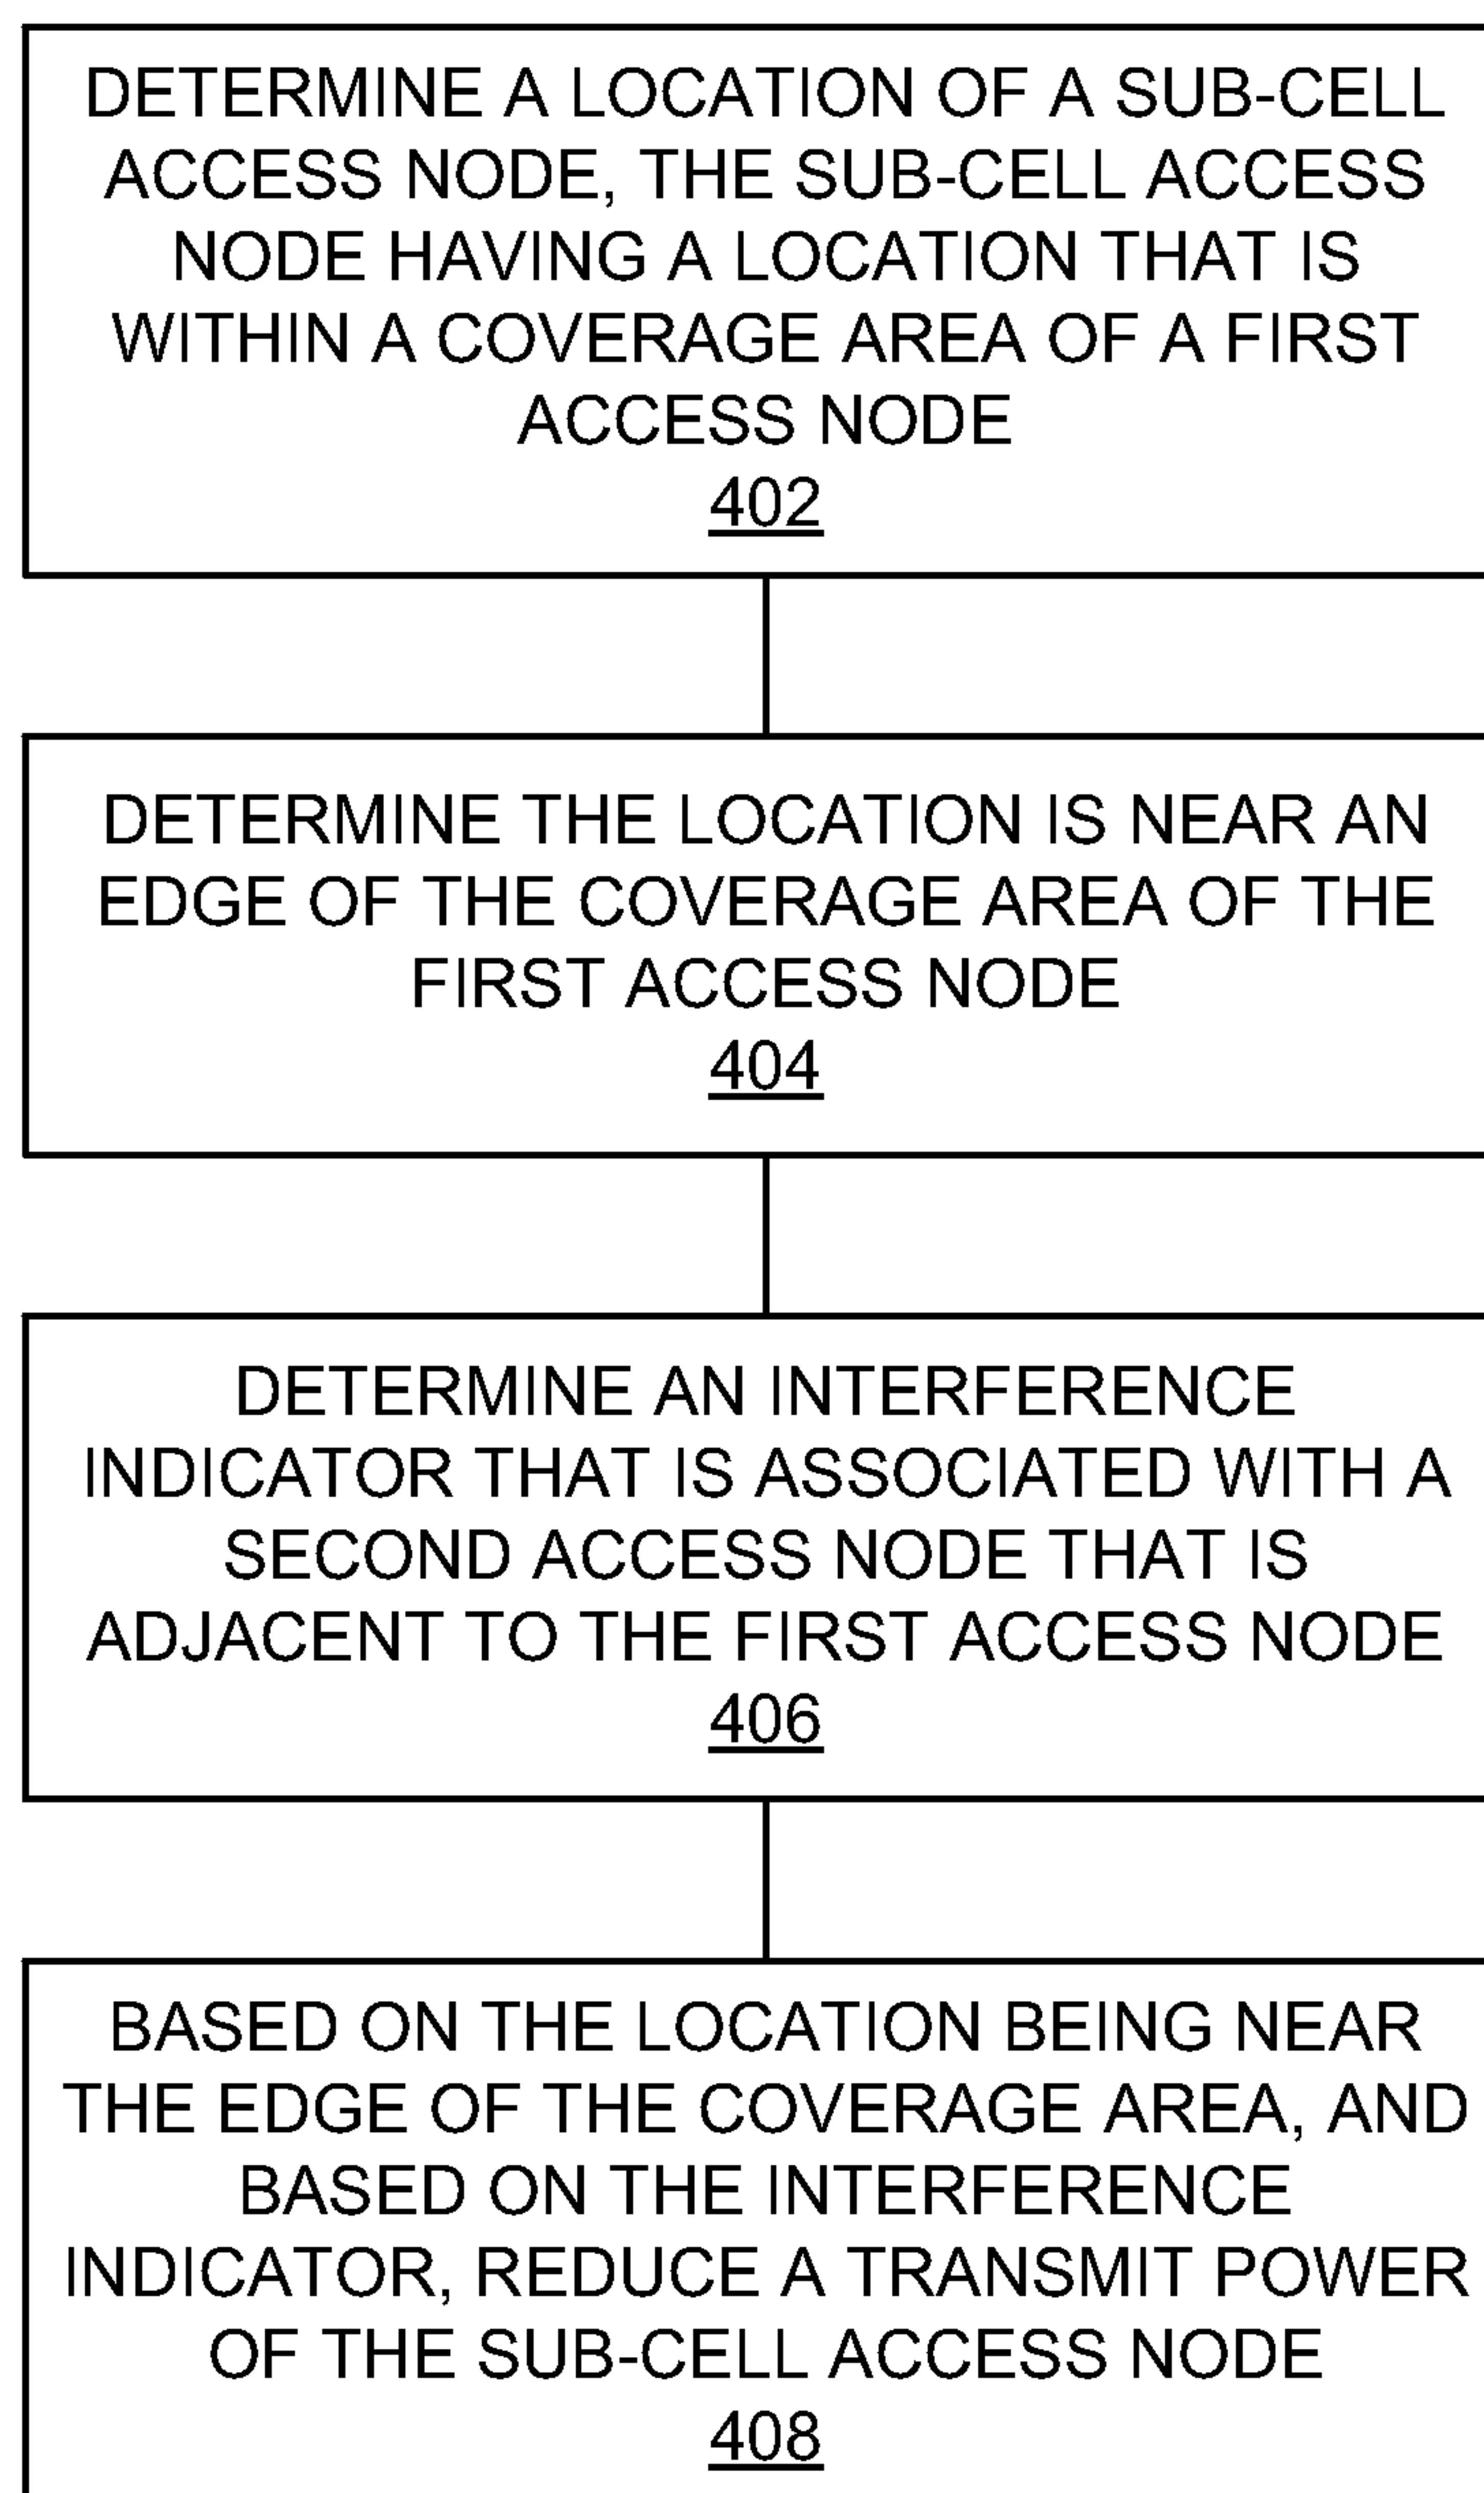 DETERMINE A LOCATION OF A SUB-CELL
ACCESS NODE, THE SUB-CELL ACCESS
NODE HAVING A LOCATION THAT IS
WITHIN A COVERAGE AREA OF A FIRST
ACCESS NODE
402
DETERMINE THE LOCATION IS NEAR AN
EDGE OF THE COVERAGE AREA OF THE
FIRST ACCESS NODE
404
DETERMINE AN INTERFERENCE
INDICATOR THAT IS ASSOCIATED WITH A
SECOND ACCESS NODE THAT IS
ADJACENT TO THE FIRST ACCESS NODE
406
BASED ON THE LOCATION BEING NEAR
THE EDGE OF THE COVERAGE AREA, AND
BASED ON THE INTERFERENCE
INDICATOR, REDUCE A TRANSMIT POWER
OF THE SUB-CELL ACCESS NODE
408